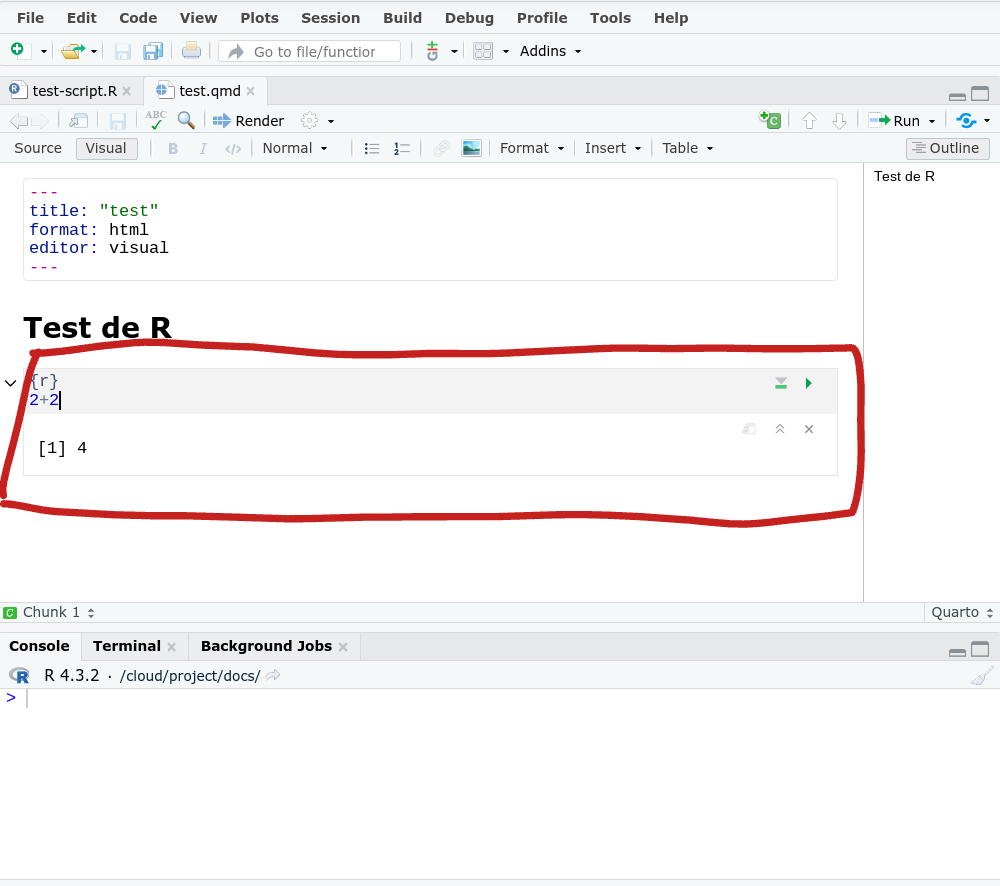 File Edit Code View Plots Session Build Debug Profile Tools Help
Go to file/function Addins
test-script.R test.qmd
ABC Render Run
Source Visual B I </> Normal Format Insert Table Outline
Test de R
---
title: "test"
format: html
editor: visual
---
Test de R
{r}
2+2
[1] 4
Chunk 1 Quarto
Console Terminal Background Jobs
R 4.3.2 · /cloud/project/docs/
>